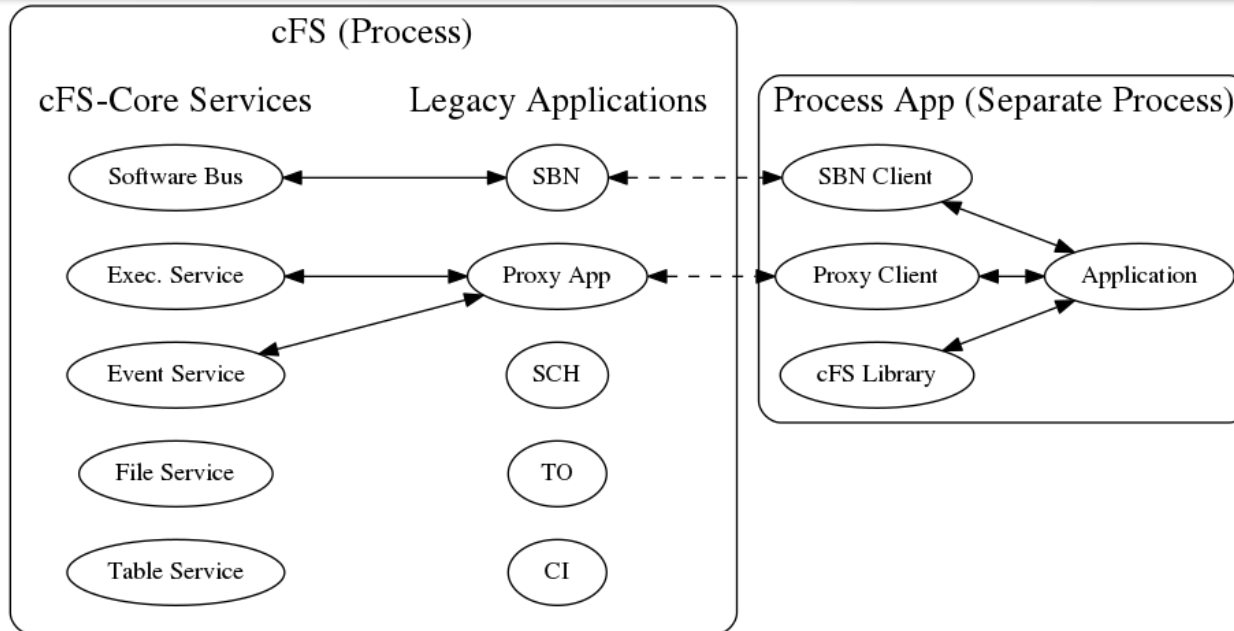 cFS (Process)
cFS-Core Services
Legacy Applications
Process App (Separate Process)
Software Bus
SBN
SBN Client
Exec. Service
Proxy App
Proxy Client
Application
Event Service
SCH
cFS Library
File Service
TO
Table Service
CI